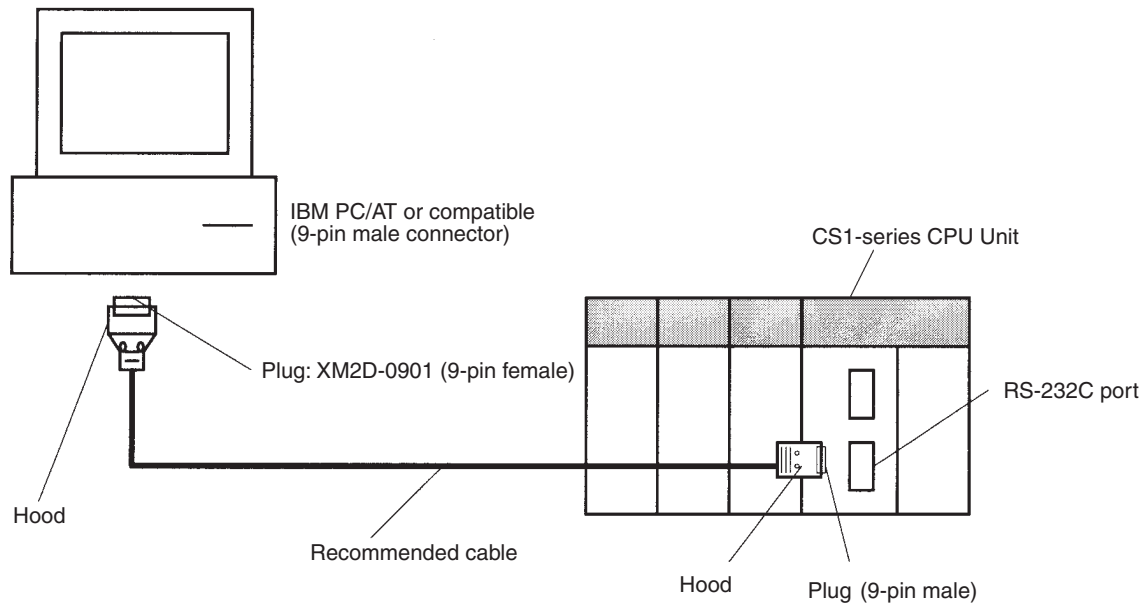 IBM PC/AT or compatible
(9-pin male connector)
CS1-series CPU Unit
Plug: XM2D-0901 (9-pin female)
RS-232C port
Hood
Recommended cable
Hood
Plug (9-pin male)